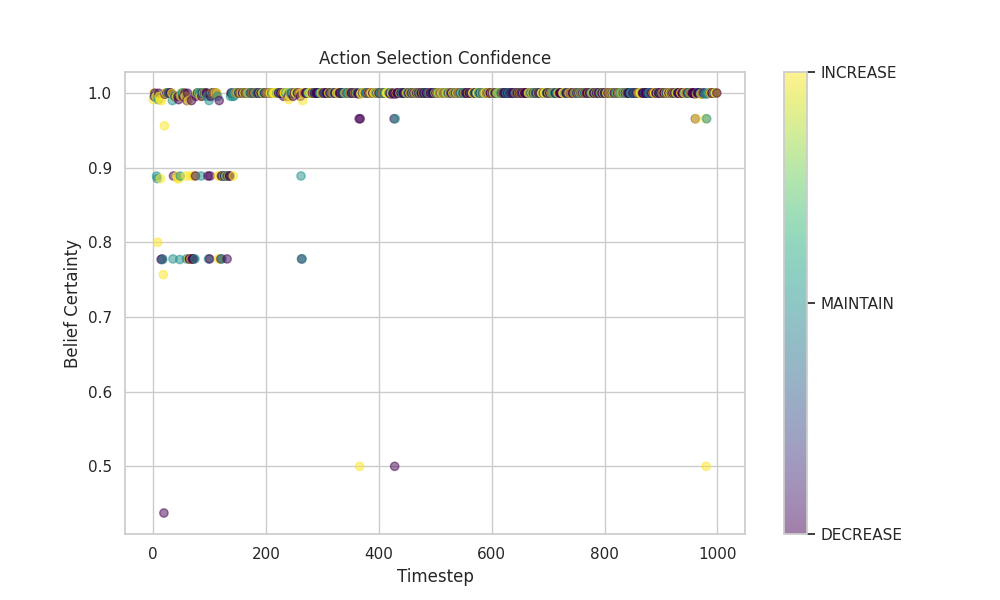 Action Selection Confidence
INCREASE
MAINTAIN
DECREASE
1.0
0.9
0.8
0.7
0.6
0.5
Belief Certainty
0
200
400
600
800
1000
Timestep